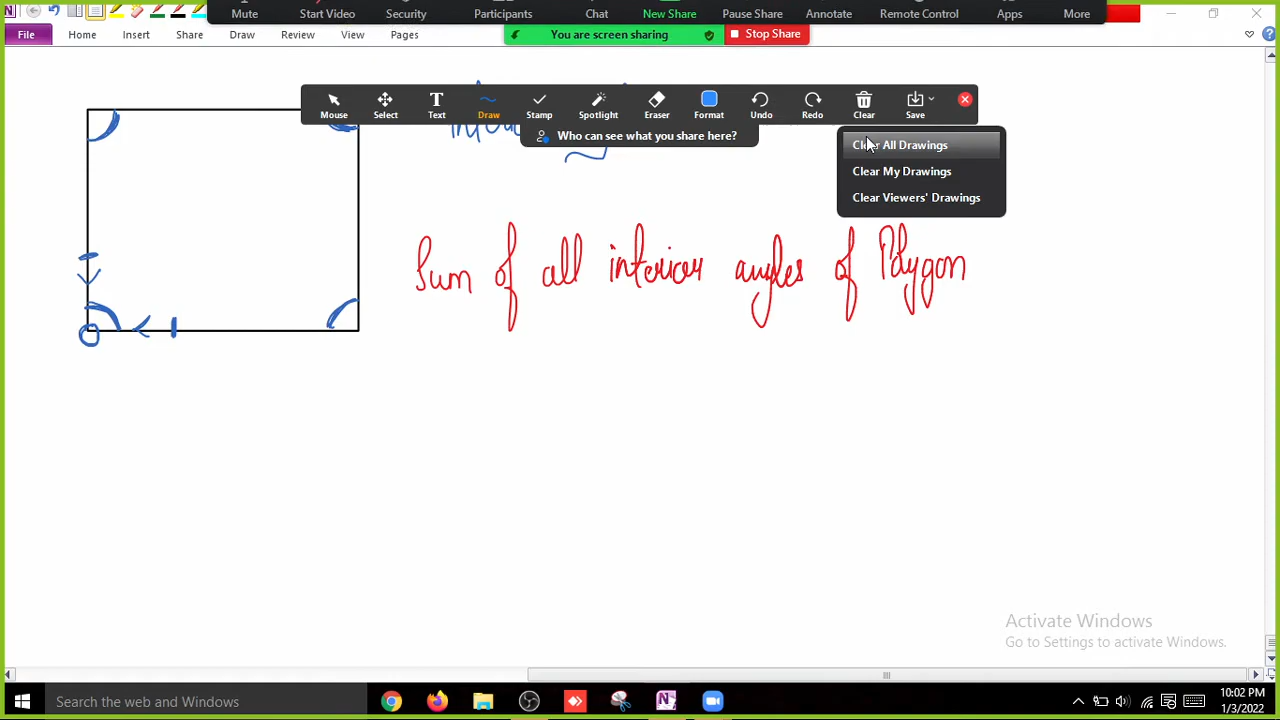 Mute Start Video Security Participants Chat New Share Pause Share Annotate Remote Control Apps More
File Home Insert Share Draw Review View Pages You are screen sharing Stop Share
Mouse Select Text Draw Stamp Spotlight Eraser Format Undo Redo Clear Save
Who can see what you share here?
Clear All Drawings
Clear My Drawings
Clear Viewers' Drawings
Sum of all interior angles of Polygon
Activate Windows
Go to Settings to activate Windows.
Search the web and Windows
10:02 PM
1/3/2022